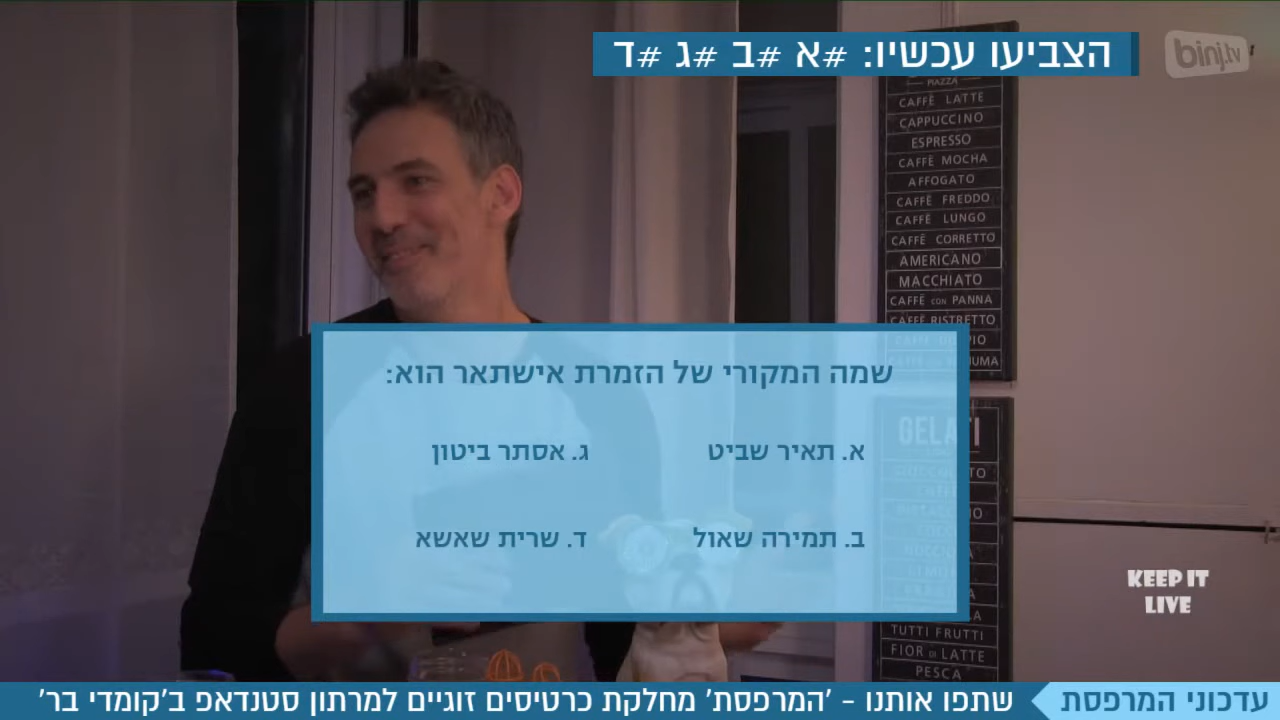 הצביעו עכשיו: #א #ב #ג #ד
binj.tv
PIAZZA
CAFFÈ LATTE
CAPPUCCINO
ESPRESSO
CAFFÈ MOCHA
AFFOGATO
CAFFÈ FREDDO
CAFFÈ LUNGO
CAFFÈ CORRETTO
AMERICANO
MACCHIATO
CAFFÈ CON PANNA
CAFFÈ RISTRETTO
שמה המקורי של הזמרת אישתאר הוא:
א. תאיר שביט
ב. תמירה שאול
ג. אסתר ביטון
ד. שרית שאשא
GELATI
TUTTI FRUTTI
FIOR DI LATTE
PESCA
KEEP IT
LIVE
עדכוני המרפסת
שתפו אותנו - 'המרפסת' מחלקת כרטיסים זוגיים למרתון סטנדאפ ב'קומדי בר'